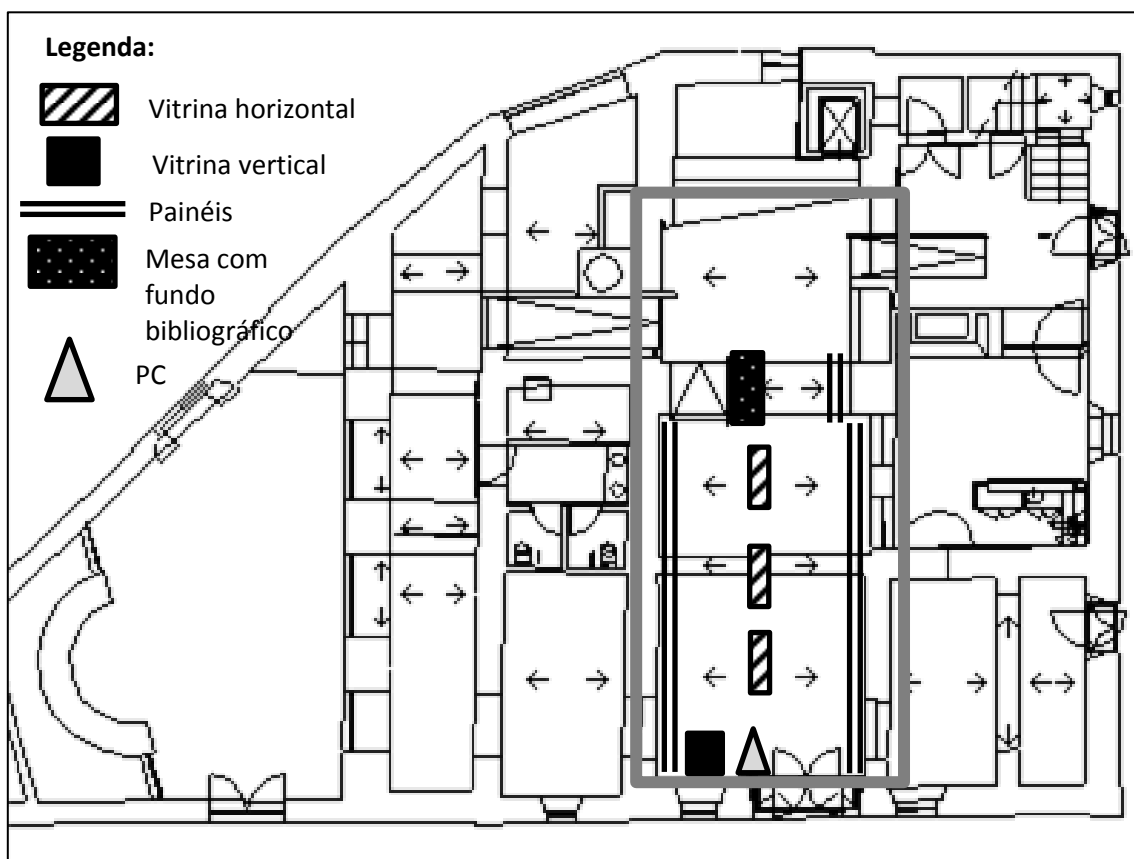 Legenda:
Vitrina horizontal
Vitrina vertical
Painéis
Mesa com
fundo
bibliográfico
PC